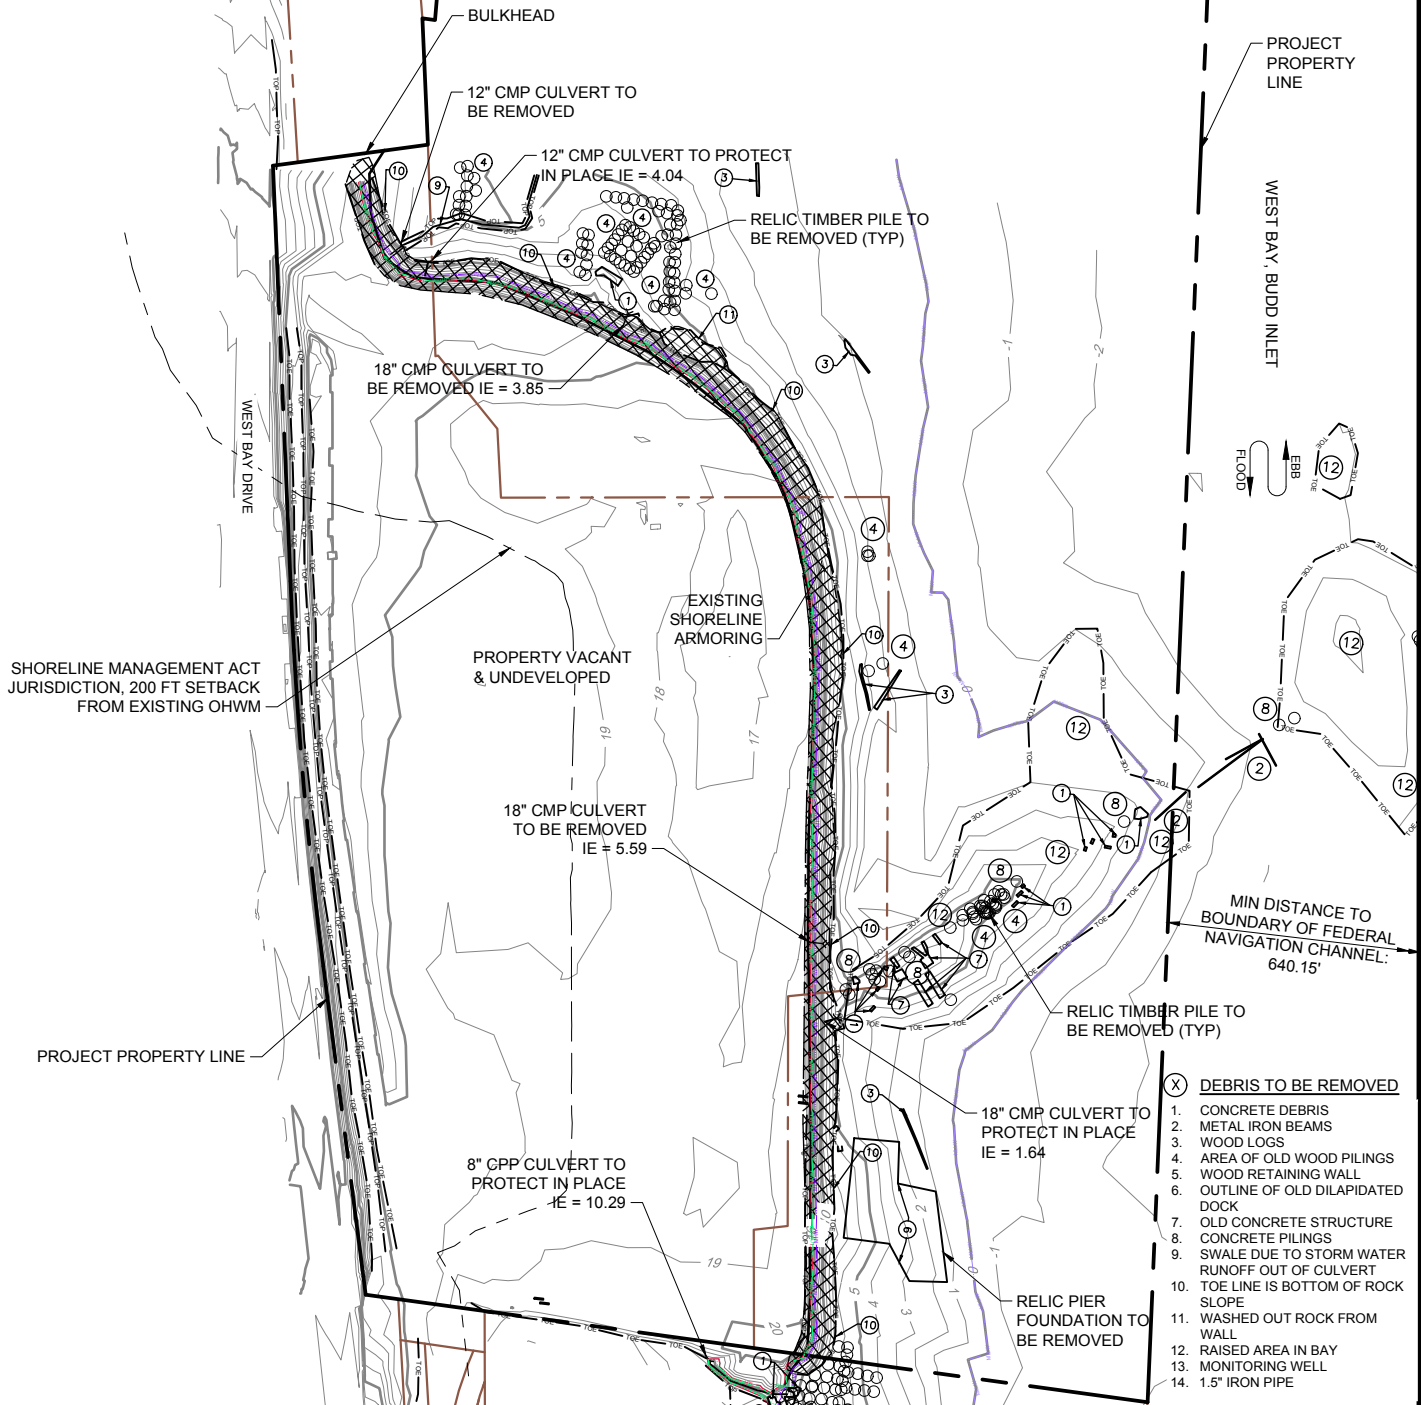 BULKHEAD
PROJECT
PROPERTY
LINE
12" CMP CULVERT TO
BE REMOVED
12" CMP CULVERT TO PROTECT
IN PLACE IE = 4.04
RELIC TIMBER PILE TO
BE REMOVED (TYP)
WEST BAY, BUDD INLET
18" CMP CULVERT TO
BE REMOVED IE = 3.85
WEST BAY DRIVE
FLOOD
EBB
EXISTING
SHORELINE
ARMORING
PROPERTY VACANT
& UNDEVELOPED
SHORELINE MANAGEMENT ACT
JURISDICTION, 200 FT SETBACK
FROM EXISTING OHWM
18" CMP CULVERT
TO BE REMOVED
IE = 5.59
MIN DISTANCE TO
BOUNDARY OF FEDERAL
NAVIGATION CHANNEL:
640.15'
RELIC TIMBER PILE TO
BE REMOVED (TYP)
PROJECT PROPERTY LINE
18" CMP CULVERT TO
PROTECT IN PLACE
IE = 1.64
8" CPP CULVERT TO
PROTECT IN PLACE
IE = 10.29
RELIC PIER
FOUNDATION TO
BE REMOVED
X DEBRIS TO BE REMOVED
1. CONCRETE DEBRIS
2. METAL IRON BEAMS
3. WOOD LOGS
4. AREA OF OLD WOOD PILINGS
5. WOOD RETAINING WALL
6. OUTLINE OF OLD DILAPIDATED
DOCK
7. OLD CONCRETE STRUCTURE
8. CONCRETE PILINGS
9. SWALE DUE TO STORM WATER
RUNOFF OUT OF CULVERT
10. TOE LINE IS BOTTOM OF ROCK
SLOPE
11. WASHED OUT ROCK FROM
WALL
12. RAISED AREA IN BAY
13. MONITORING WELL
14. 1.5" IRON PIPE